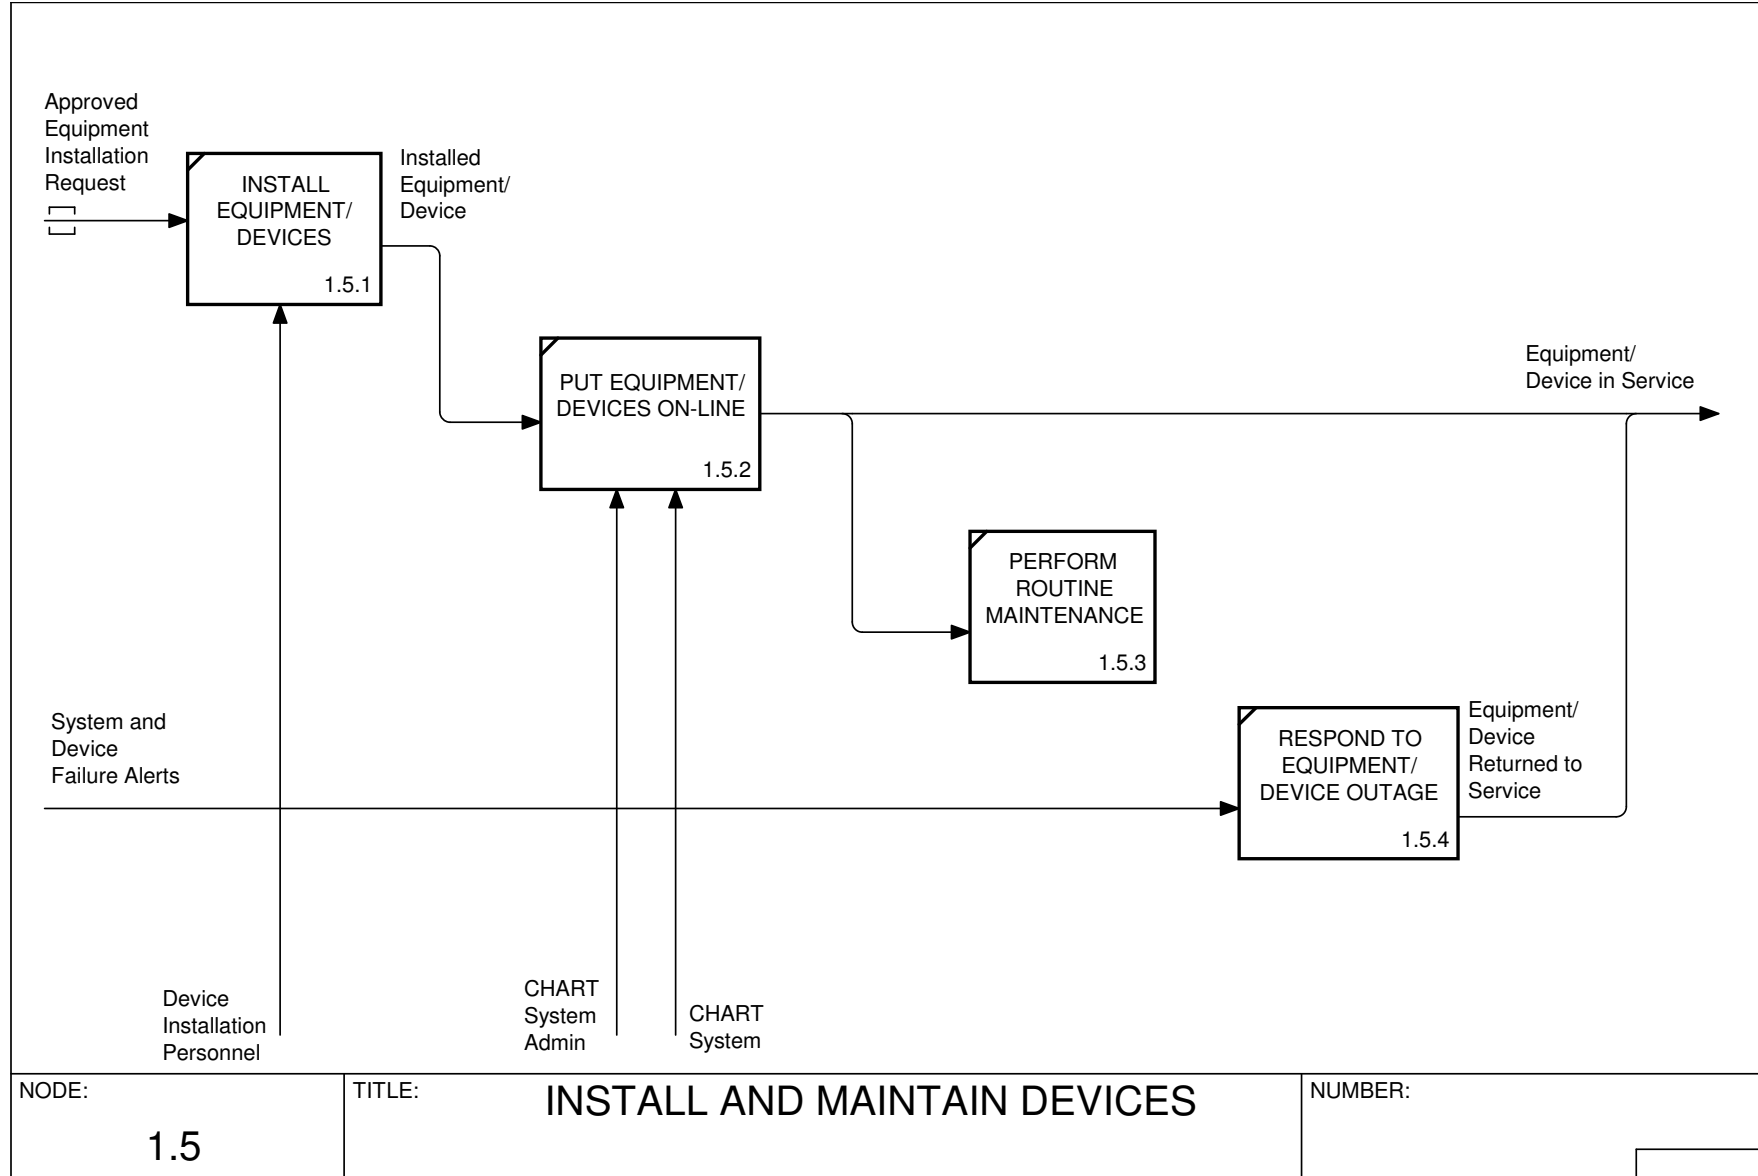 Approved
Equipment
Installation
Request
INSTALL
EQUIPMENT/
DEVICES
1.5.1
Installed
Equipment/
Device
PUT EQUIPMENT/
DEVICES ON-LINE
1.5.2
Equipment/
Device in Service
PERFORM
ROUTINE
MAINTENANCE
1.5.3
System and
Device
Failure Alerts
RESPOND TO
EQUIPMENT/
DEVICE OUTAGE
1.5.4
Equipment/
Device
Returned to
Service
Device
Installation
Personnel
CHART
System
Admin
CHART
System
NODE:
1.5
TITLE:
INSTALL AND MAINTAIN DEVICES
NUMBER: